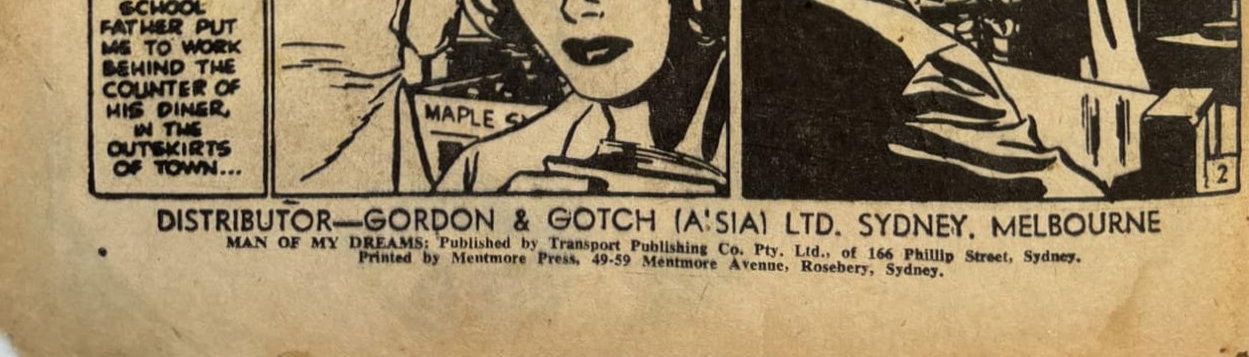 SCHOOL
FATHER PUT
ME TO WORK
BEHIND THE
COUNTER OF
HIS DINER,
IN THE
OUTSKIRTS
OF TOWN...
MAPLE
2
DISTRIBUTOR—GORDON & GOTCH (A'SIA) LTD. SYDNEY. MELBOURNE
MAN OF MY DREAMS: Published by Transport Publishing Co. Pty. Ltd., of 166 Phillip Street, Sydney.
Printed by Mentmore Press, 49-59 Mentmore Avenue, Rosebery, Sydney.